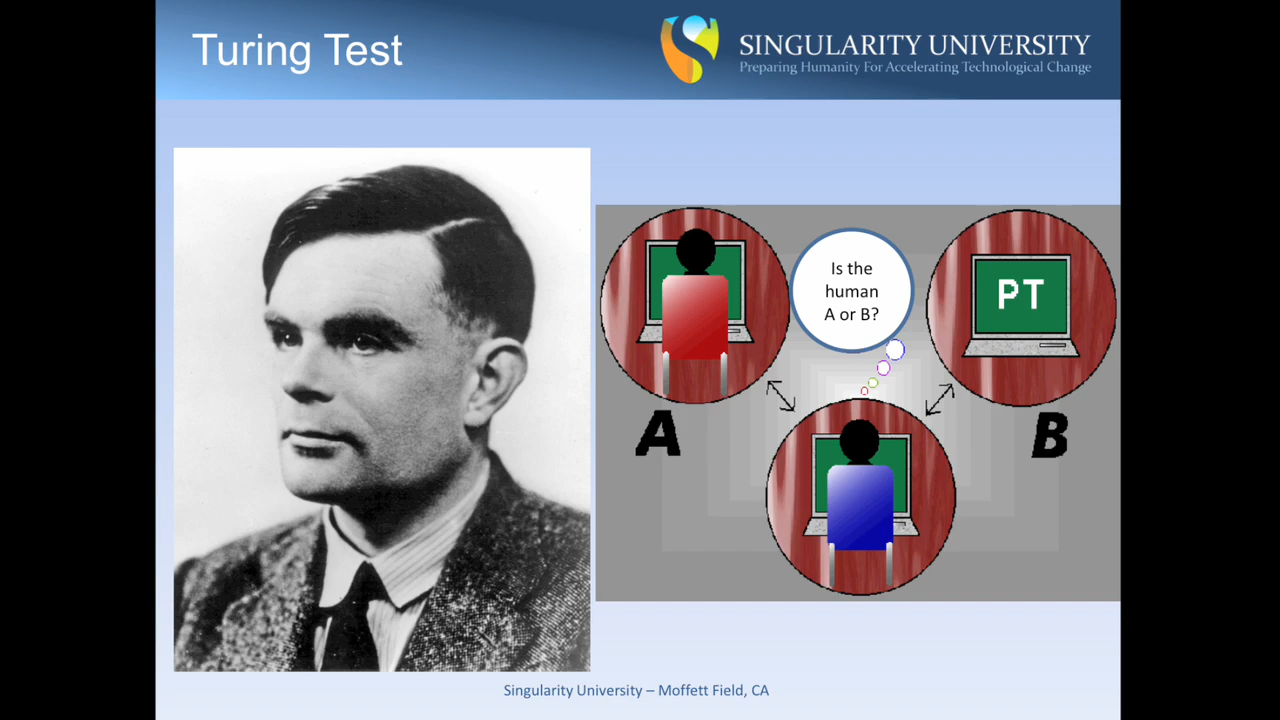 Turing Test
SINGULARITY UNIVERSITY
Preparing Humanity For Accelerating Technological Change
Is the
human
A or B?
PT
A
B
Singularity University – Moffett Field, CA